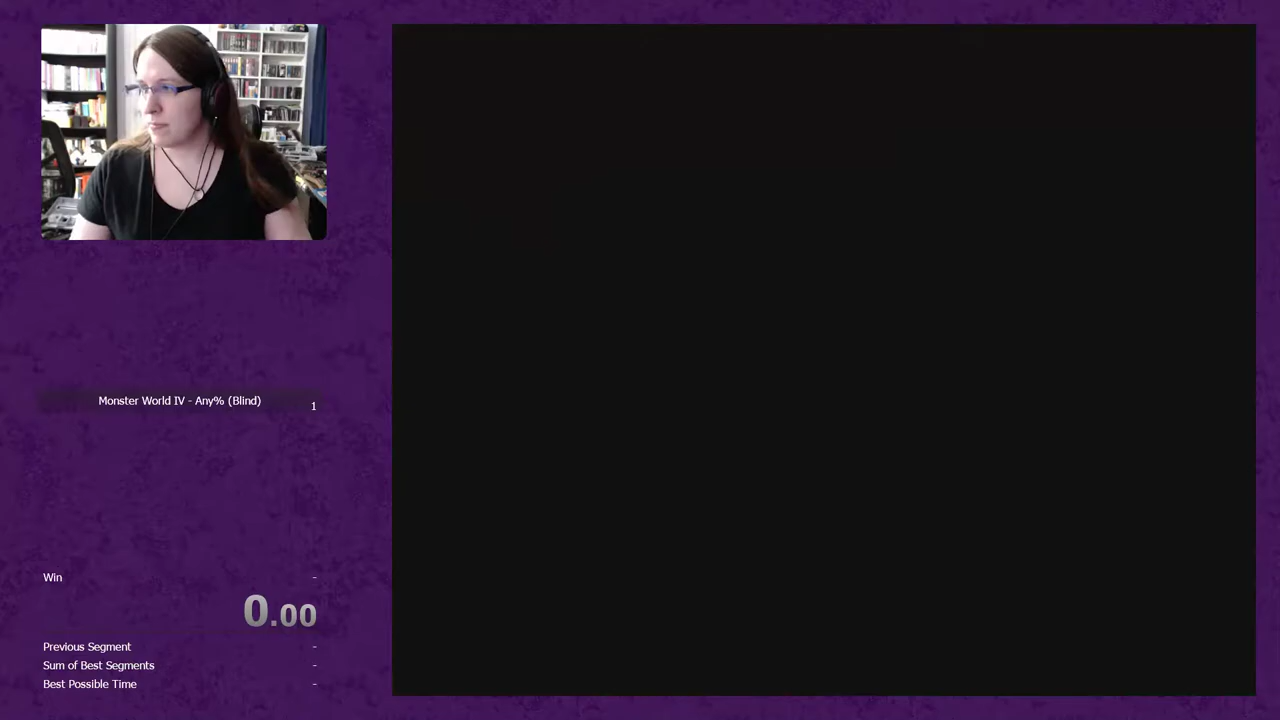 Monster World IV - Any% (Blind)
1
Win -
0.00
Previous Segment -
Sum of Best Segments -
Best Possible Time -